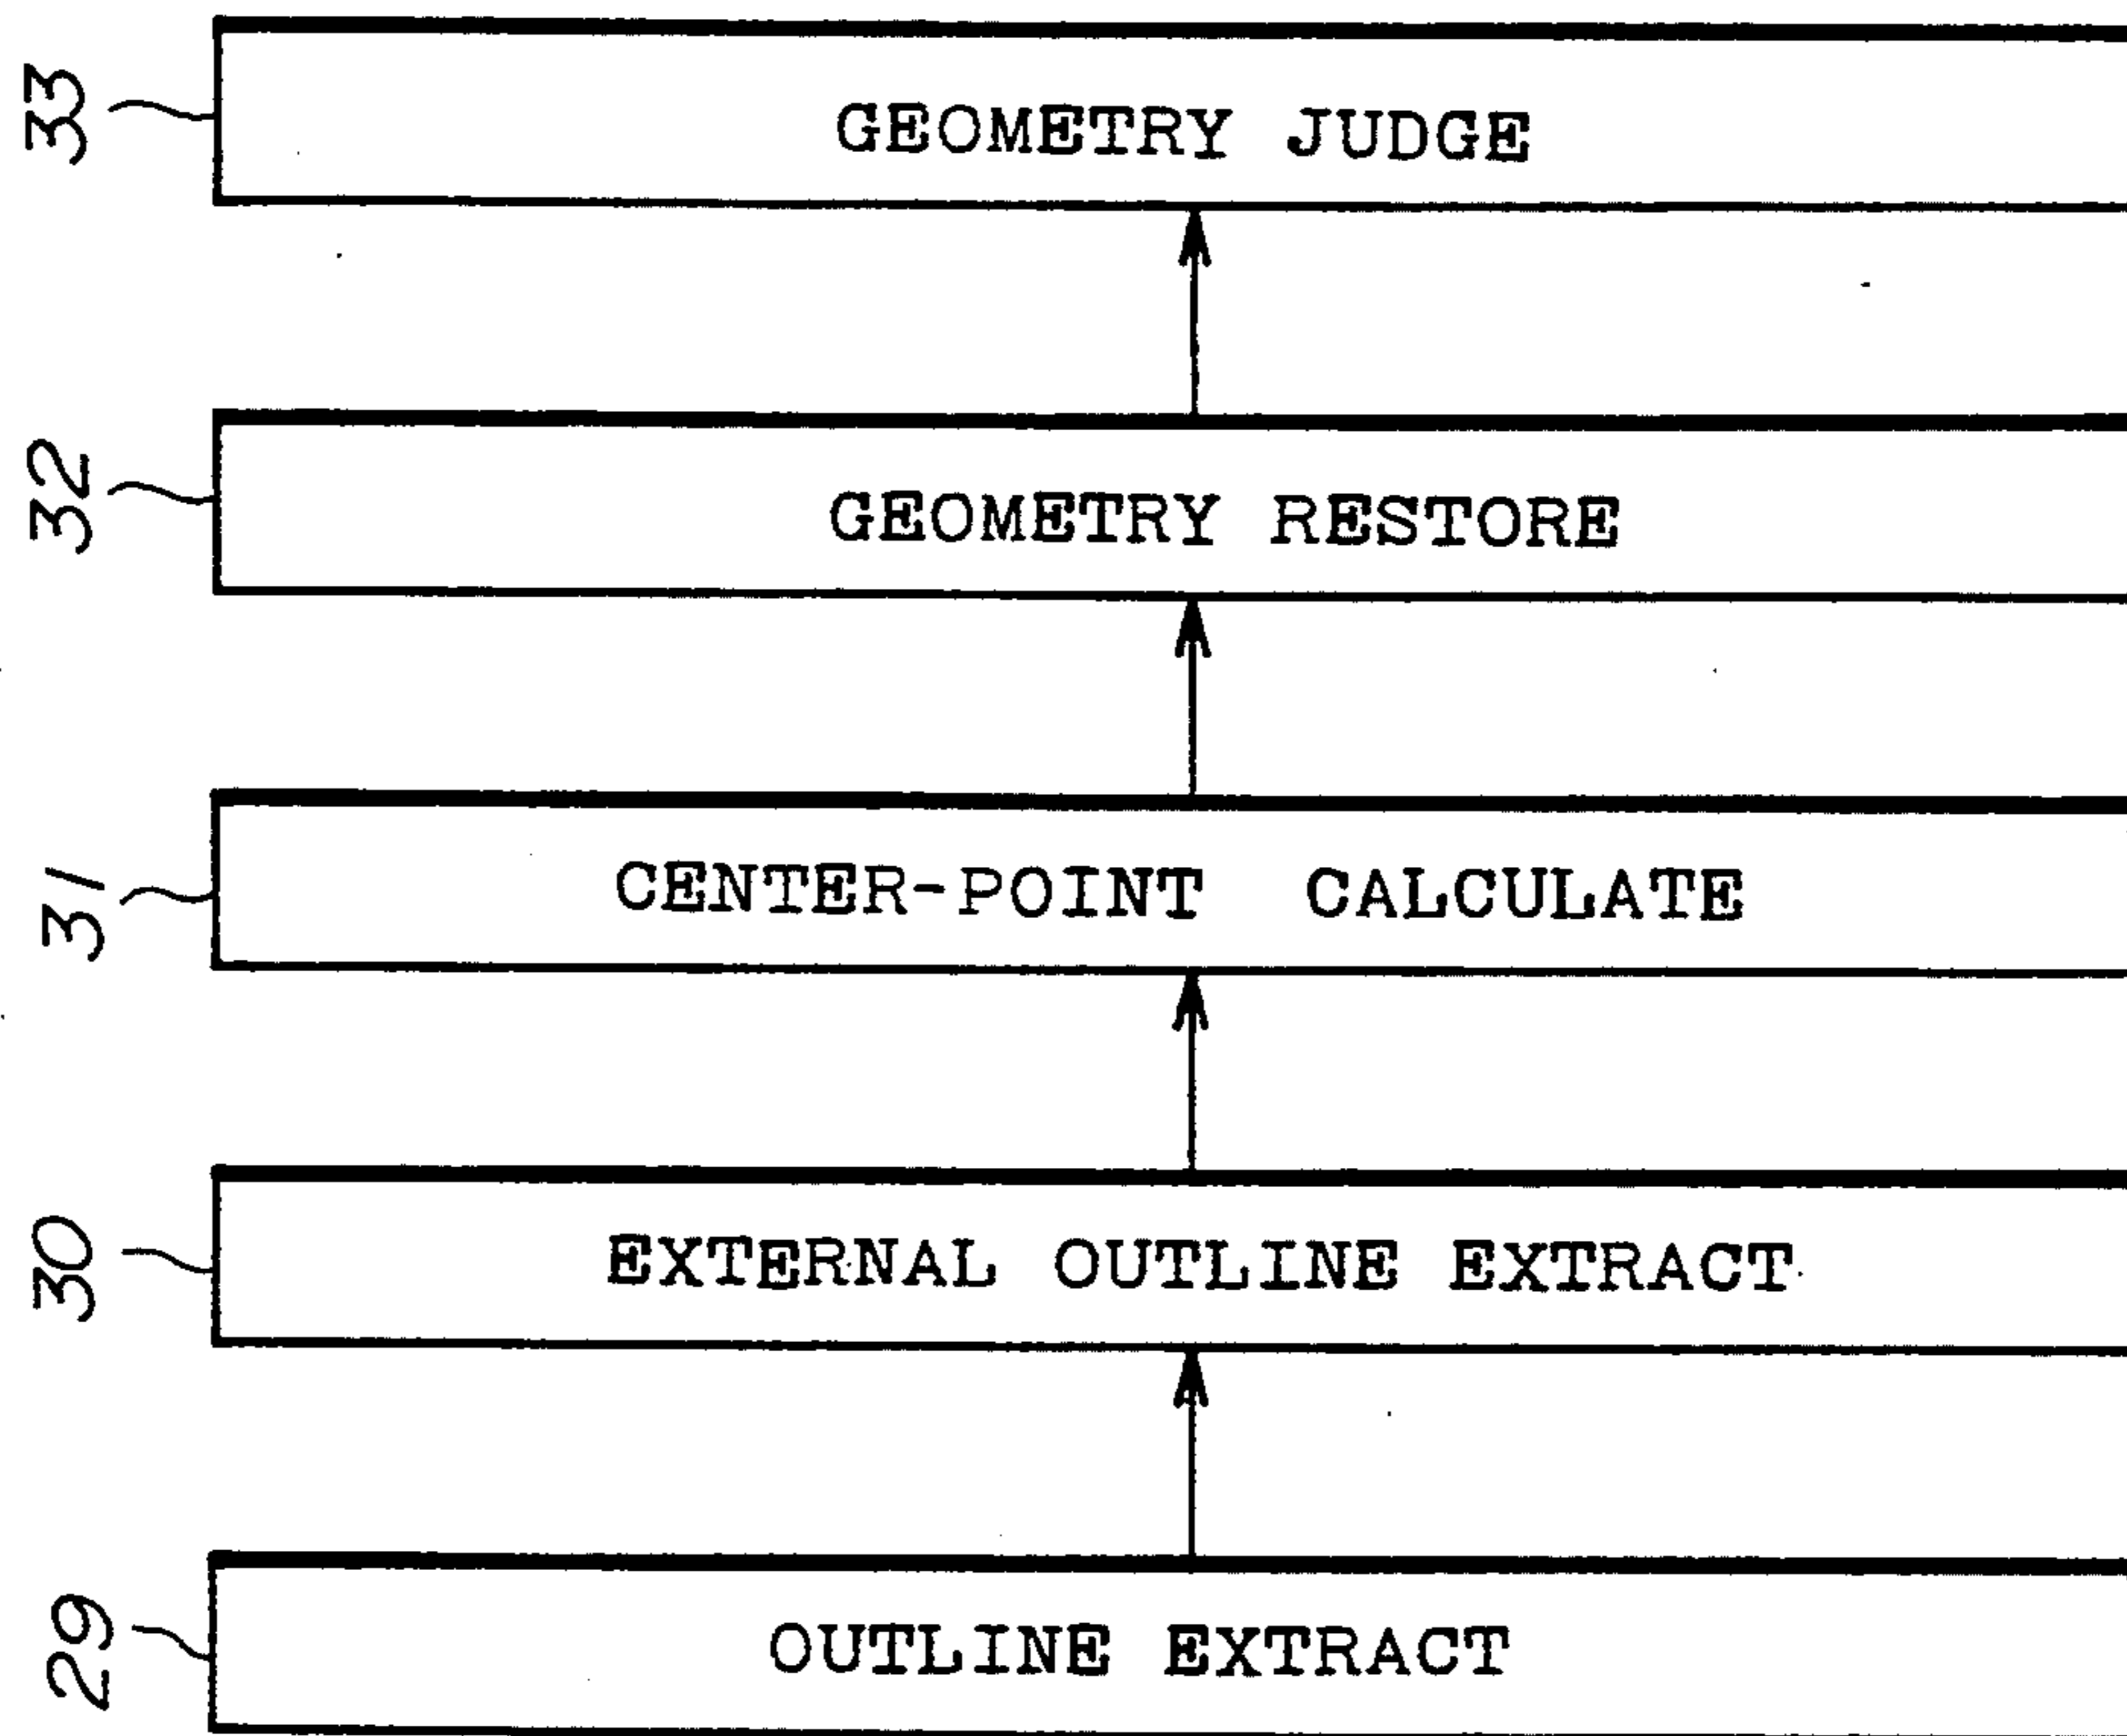 33
GEOMETRY JUDGE
32
GEOMETRY RESTORE
31
CENTER-POINT CALCULATE
30
EXTERNAL OUTLINE EXTRACT
29
OUTLINE EXTRACT